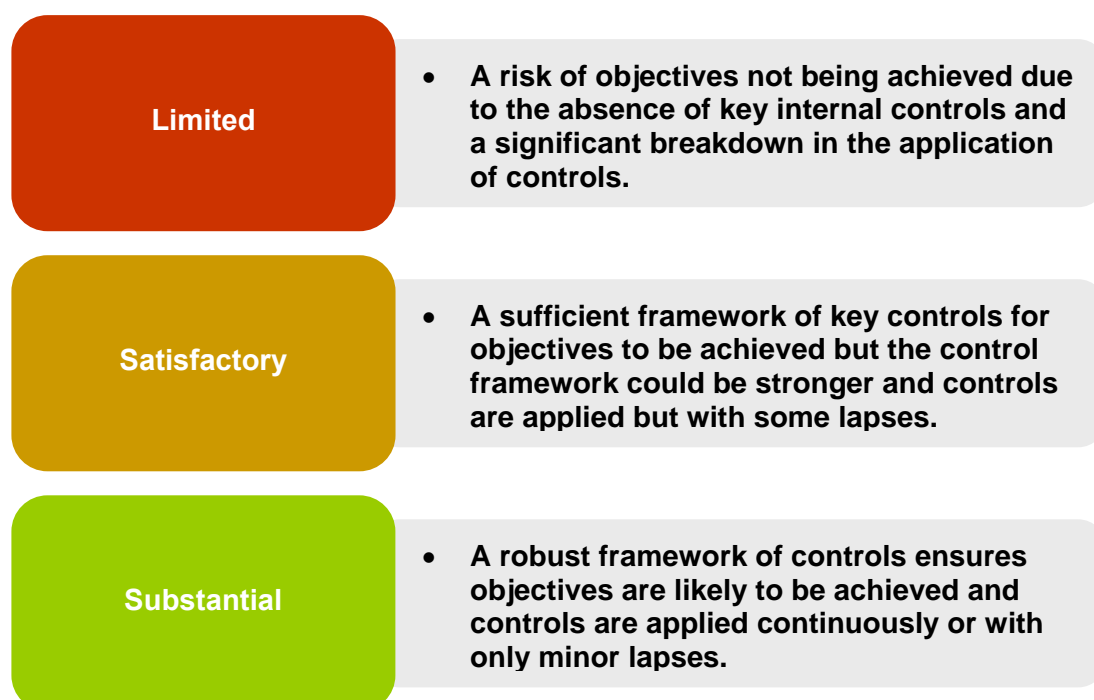 Limited
• A risk of objectives not being achieved due
to the absence of key internal controls and
a significant breakdown in the application
of controls.
Satisfactory
• A sufficient framework of key controls for
objectives to be achieved but the control
framework could be stronger and controls
are applied but with some lapses.
Substantial
• A robust framework of controls ensures
objectives are likely to be achieved and
controls are applied continuously or with
only minor lapses.